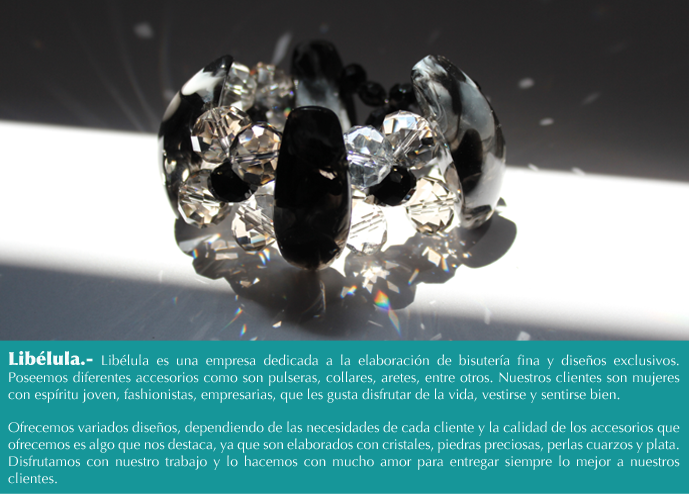 Libélula.- Libélula es una empresa dedicada a la elaboración de bisutería fina y diseños exclusivos.
Poseemos diferentes accesorios como son pulseras, collares, aretes, entre otros. Nuestros clientes son mujeres
con espíritu joven, fashionistas, empresarias, que les gusta disfrutar de la vida, vestirse y sentirse bien.
Ofrecemos variados diseños, dependiendo de las necesidades de cada cliente y la calidad de los accesorios que
ofrecemos es algo que nos destaca, ya que son elaborados con cristales, piedras preciosas, perlas cuarzos y plata.
Disfrutamos con nuestro trabajo y lo hacemos con mucho amor para entregar siempre lo mejor a nuestros
clientes.